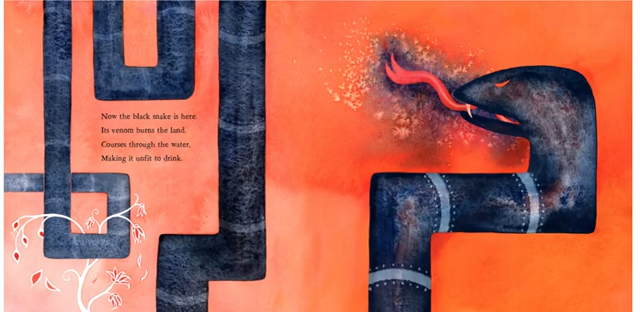 Now the black snake is here.
Its venom burns the land.
Courses through the water,
Making it unfit to drink.